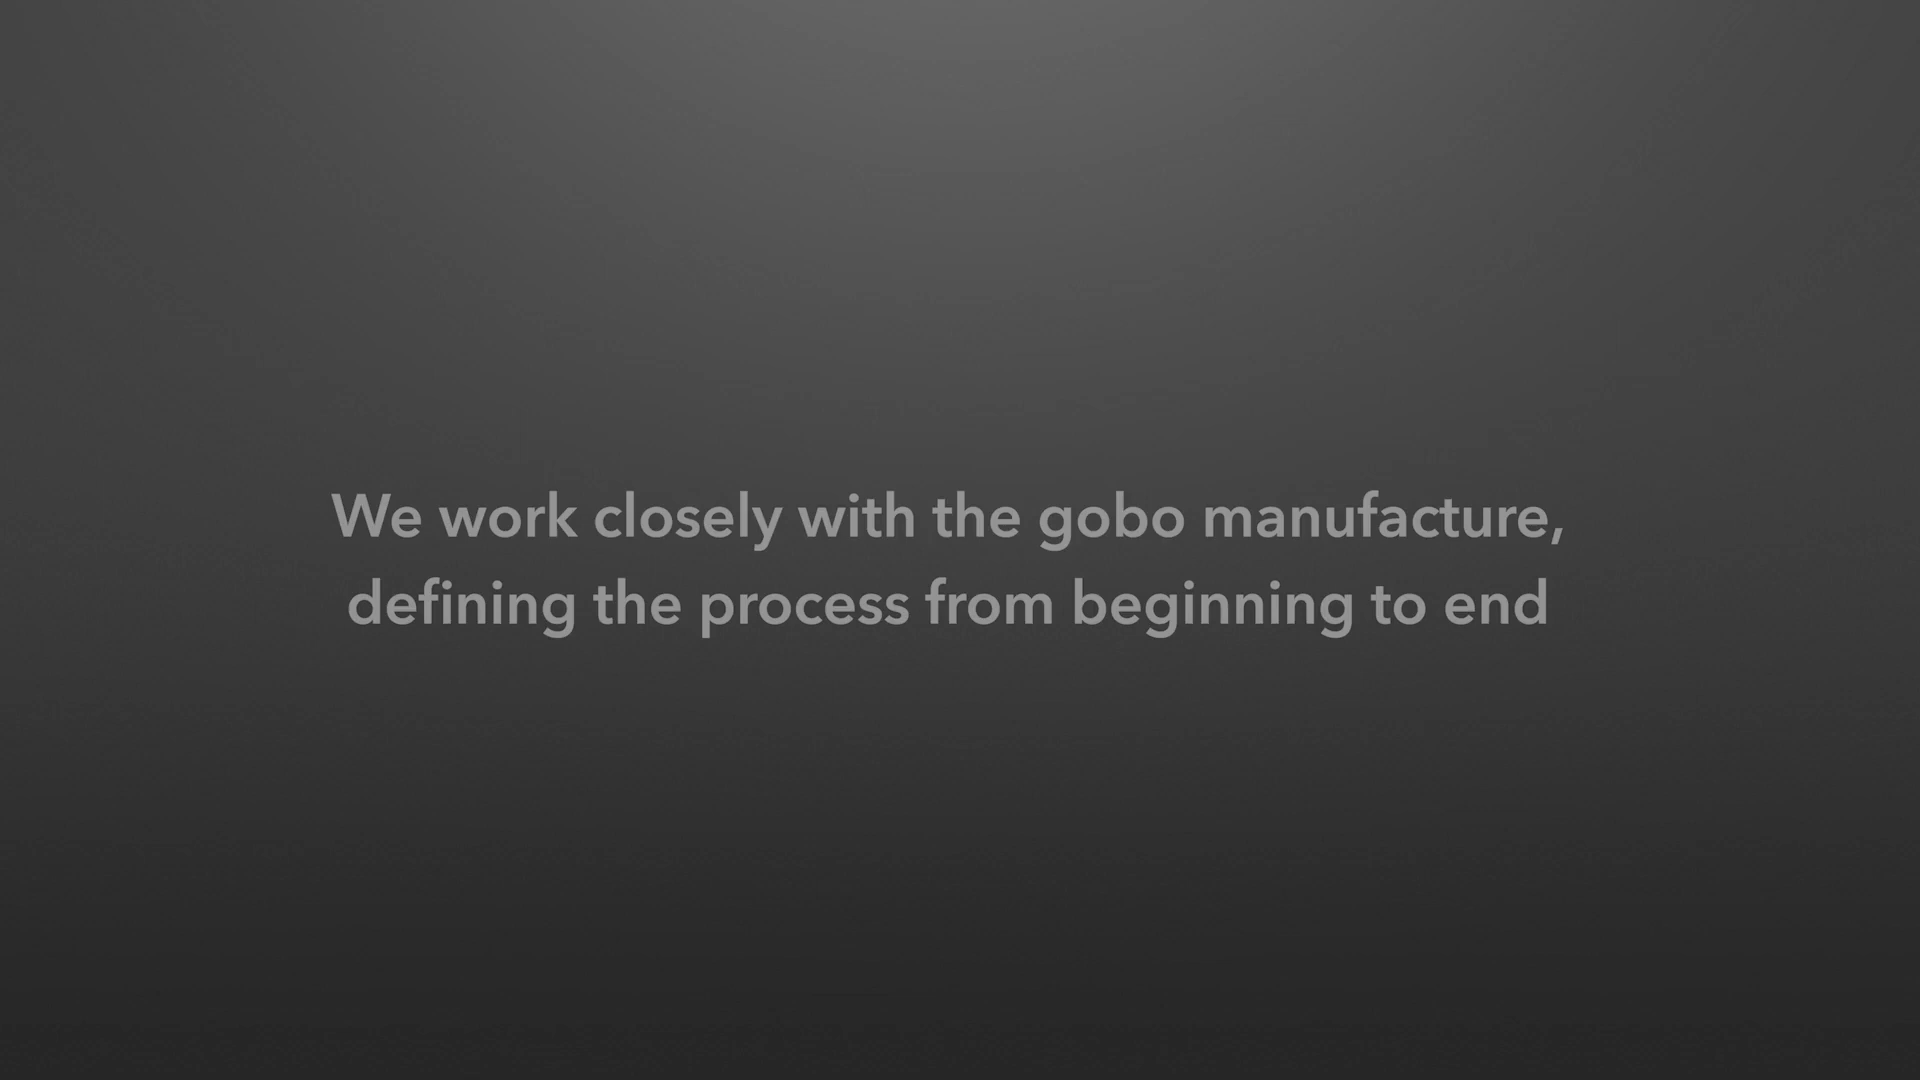 We work closely with the gobo manufacture,
defining the process from beginning to end